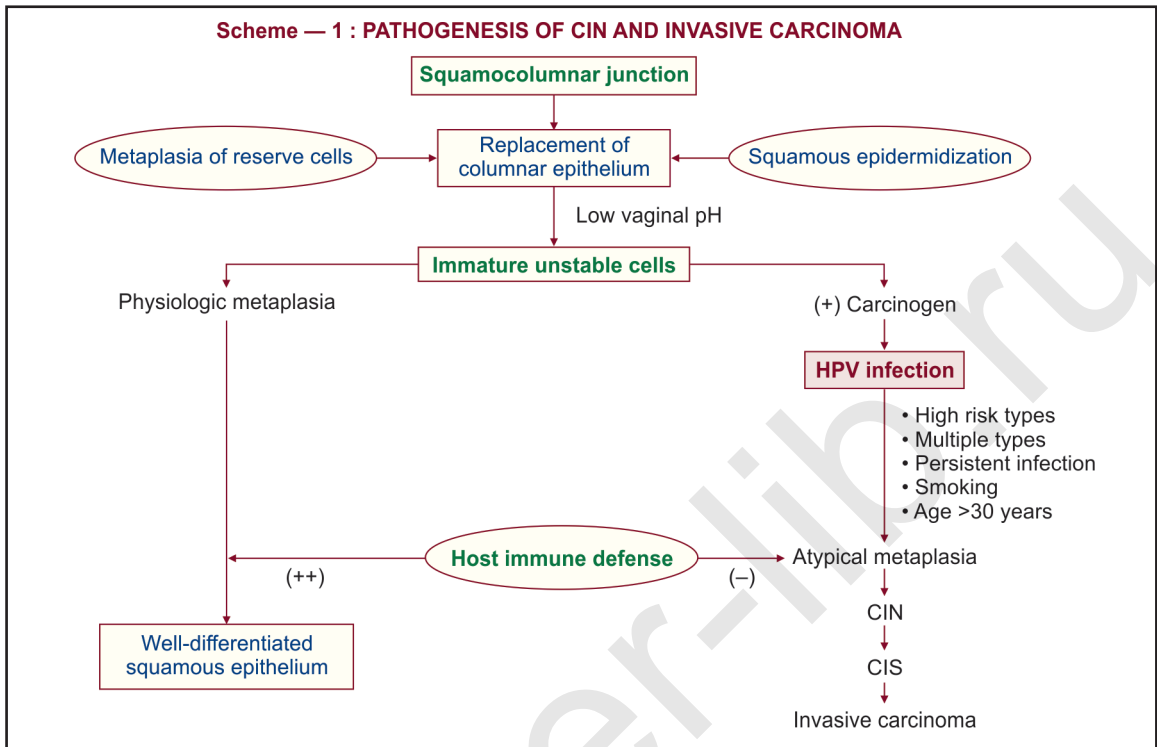 Scheme — 1 : PATHOGENESIS OF CIN AND INVASIVE CARCINOMA
Squamocolumnar junction
Metaplasia of reserve cells
Replacement of
columnar epithelium
Squamous epidermidization
Low vaginal pH
Immature unstable cells
Physiologic metaplasia
(+) Carcinogen
HPV infection
• High risk types
• Multiple types
• Persistent infection
• Smoking
• Age >30 years
Host immune defense
(++)
(–)
Atypical metaplasia
CIN
Well-differentiated
squamous epithelium
CIS
Invasive carcinoma
er-lib.ru